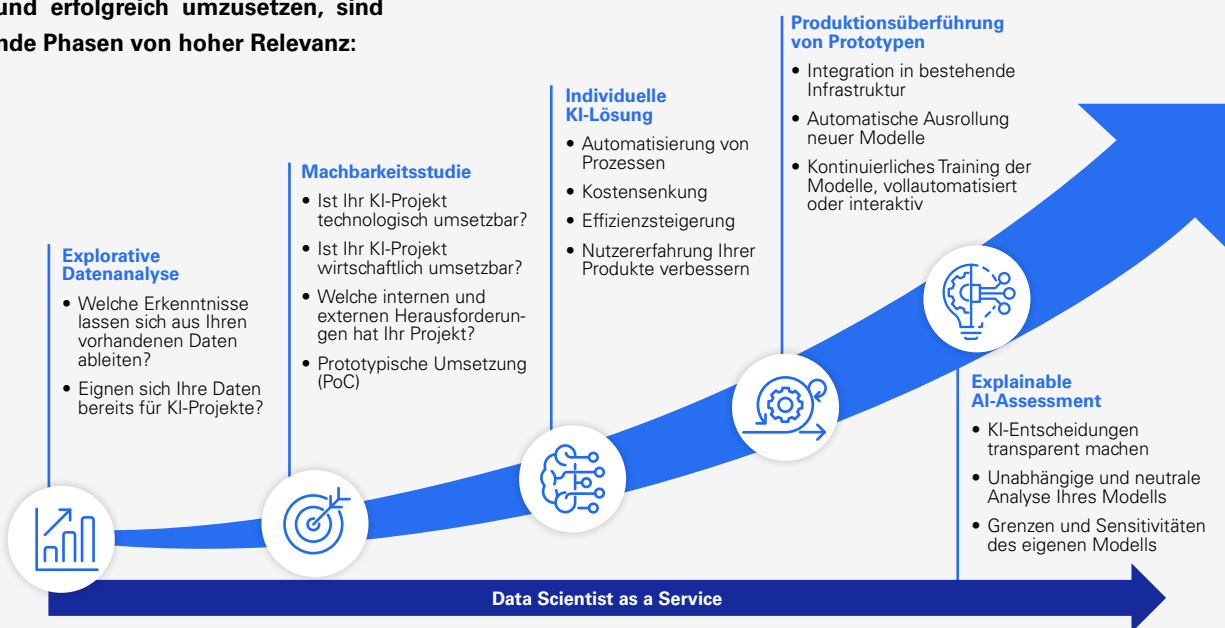 und erfolgreich umzusetzen, sind
nde Phasen von hoher Relevanz:
Explorative
Datenanalyse
• Welche Erkenntnisse
lassen sich aus Ihren
vorhandenen Daten
ableiten?
• Eignen sich Ihre Daten
bereits für KI-Projekte?
Machbarkeitsstudie
• Ist Ihr KI-Projekt
technologisch umsetzbar?
• Ist Ihr KI-Projekt
wirtschaftlich umsetzbar?
• Welche internen und
externen Herausforderun-
gen hat Ihr Projekt?
• Prototypische Umsetzung
(PoC)
Individuelle
KI-Lösung
• Automatisierung von
Prozessen
• Kostensenkung
• Effizienzsteigerung
• Nutzererfahrung Ihrer
Produkte verbessern
Produktionsüberführung
von Prototypen
• Integration in bestehende
Infrastruktur
• Automatische Ausrollung
neuer Modelle
• Kontinuierliches Training der
Modelle, vollautomatisiert
oder interaktiv
Explainable
AI-Assessment
• KI-Entscheidungen
transparent machen
• Unabhängige und neutrale
Analyse Ihres Modells
• Grenzen und Sensitivitäten
des eigenen Modells
Data Scientist as a Service